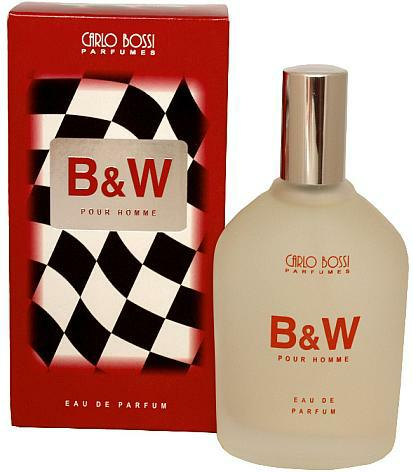 CARLO BOSSI
PARFUMES
B&W
POUR HOMME
EAU DE PARFUM
CARLO BOSSI
PARFUMES
B&W
POUR HOMME
EAU DE
PARFUM